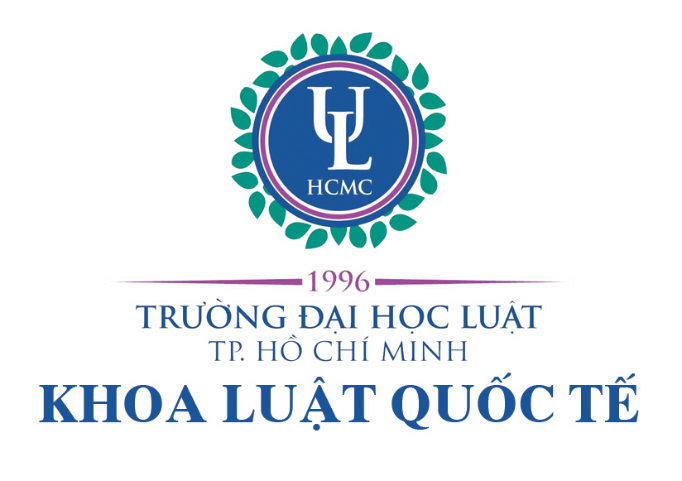 UL
HCMC
1996
TRƯỜNG ĐẠI HỌC LUẬT
TP. HỒ CHÍ MINH
KHOA LUẬT QUỐC TẾ